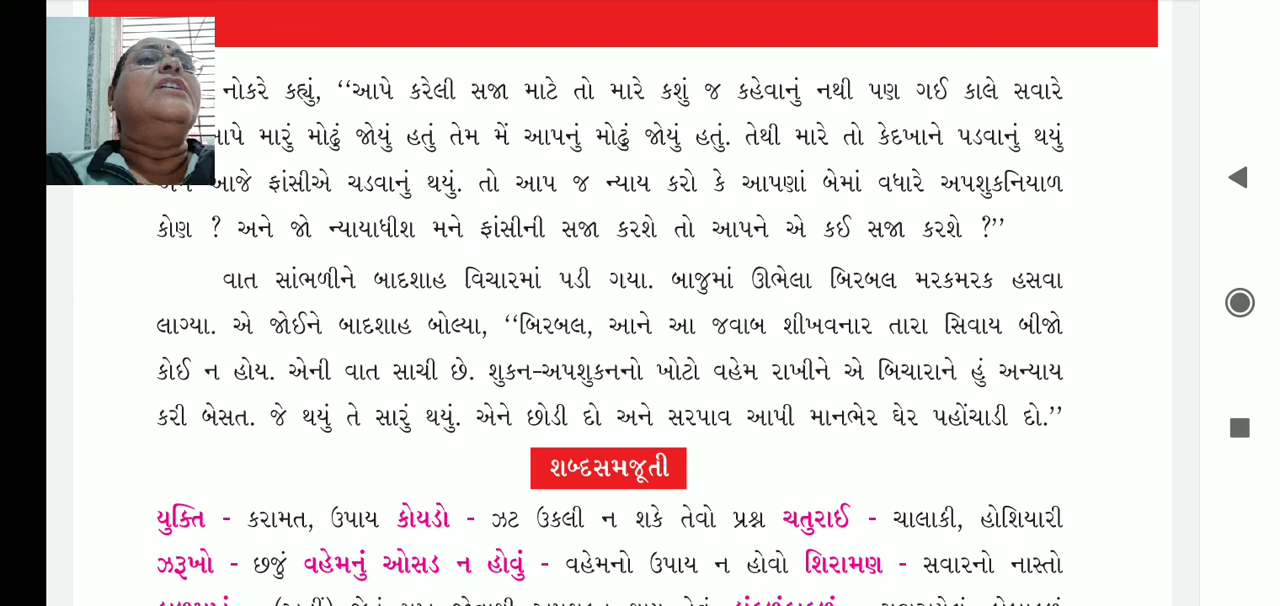 નોકરે કહ્યું, ‘‘આપે કરેલી સજા માટે તો મારે કશું જ કહેવાનું નથી પણ ગઈ કાલે સવારે
આપે મારું મોઢું જોયું હતું તેમ મેં આપનું મોઢું જોયું હતું. તેથી મારે તો કેદખાને પડવાનું થયું
આજે ફાંસીએ ચડવાનું થયું. તો આપ જ ન્યાય કરો કે આપણાં બેમાં વધારે અપશુકનિયાળ
કોણ ? અને જો ન્યાયાધીશ મને ફાંસીની સજા કરશે તો આપને એ કઈ સજા કરશે ?’’
વાત સાંભળીને બાદશાહ વિચારમાં પડી ગયા. બાજુમાં ઊભેલા બિરબલ મરકમરક હસવા
લાગ્યા. એ જોઈને બાદશાહ બોલ્યા, ‘‘બિરબલ, આને આ જવાબ શીખવનાર તારા સિવાય બીજો
કોઈ ન હોય. એની વાત સાચી છે. શુકન-અપશુકનનો ખોટો વહેમ રાખીને એ બિચારાને હું અન્યાય
કરી બેસત. જે થયું તે સારું થયું. એને છોડી દો અને સરપાવ આપી માનભેર ઘેર પહોંચાડી દો.’’
શબ્દસમજૂતી
યુક્તિ - કરામત, ઉપાય કોયડો - ઝટ ઉકલી ન શકે તેવો પ્રશ્ન ચતુરાઈ - ચાલાકી, હોશિયારી
ઝરૂખો - છજું વહેમનું ઓસડ ન હોવું - વહેમનો ઉપાય ન હોવો શિરામણ - સવારનો નાસ્તો